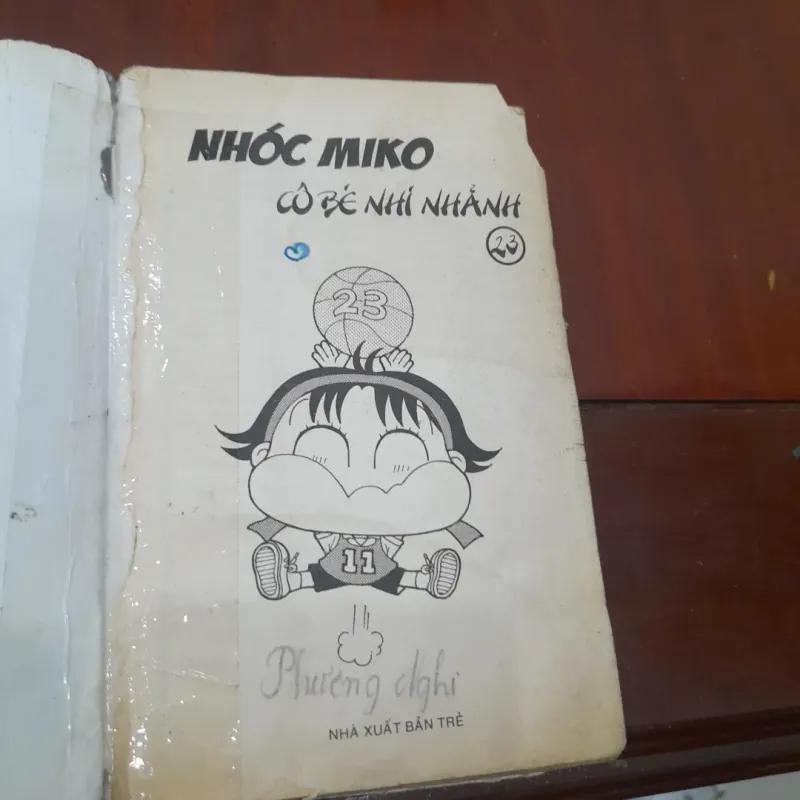 NHÓC MIKO
CÔ BÉ NHÍ NHẢNH
23
23
11
Phương Nghi
NHÀ XUẤT BẢN TRẺ